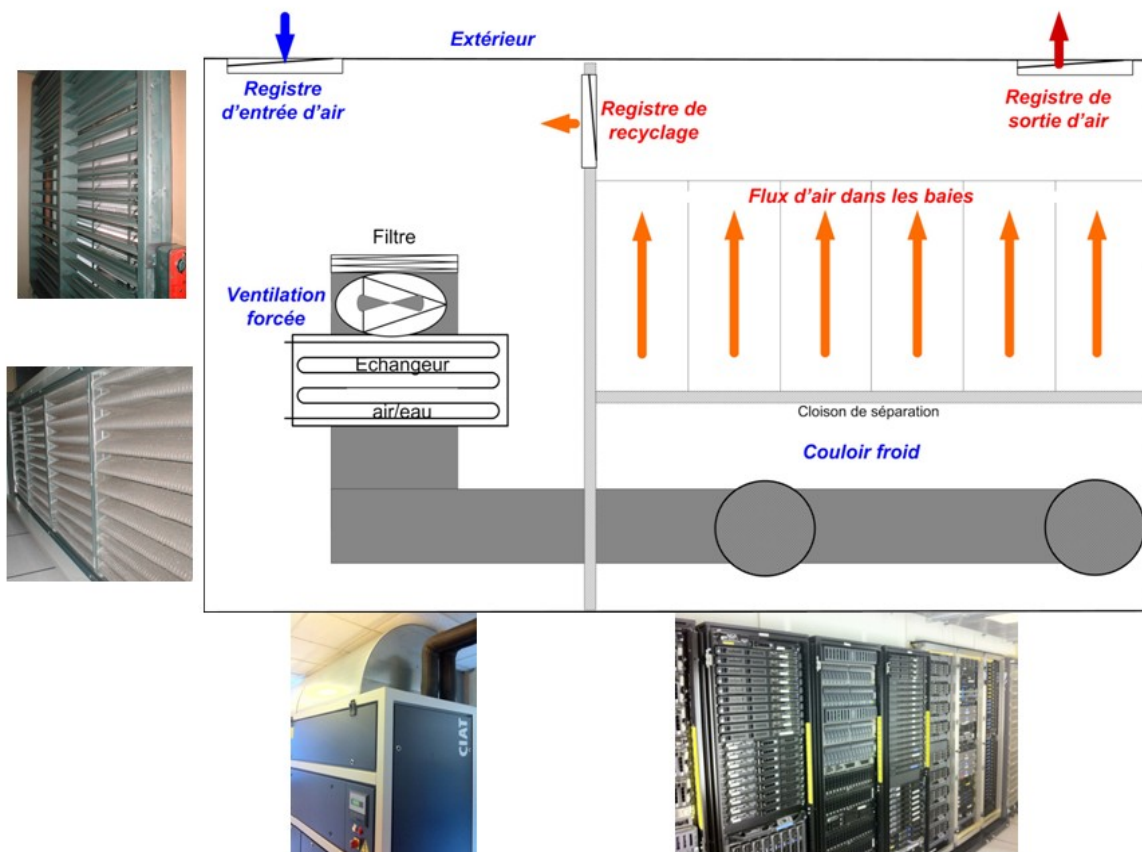 Extérieur
Registre
d'entrée d'air
Registre de
recyclage
Registre de
sortie d'air
Flux d'air dans les baies
Filtre
Ventilation
forcée
Echangeur
air/eau
Cloison de séparation
Couloir froid
CIAT